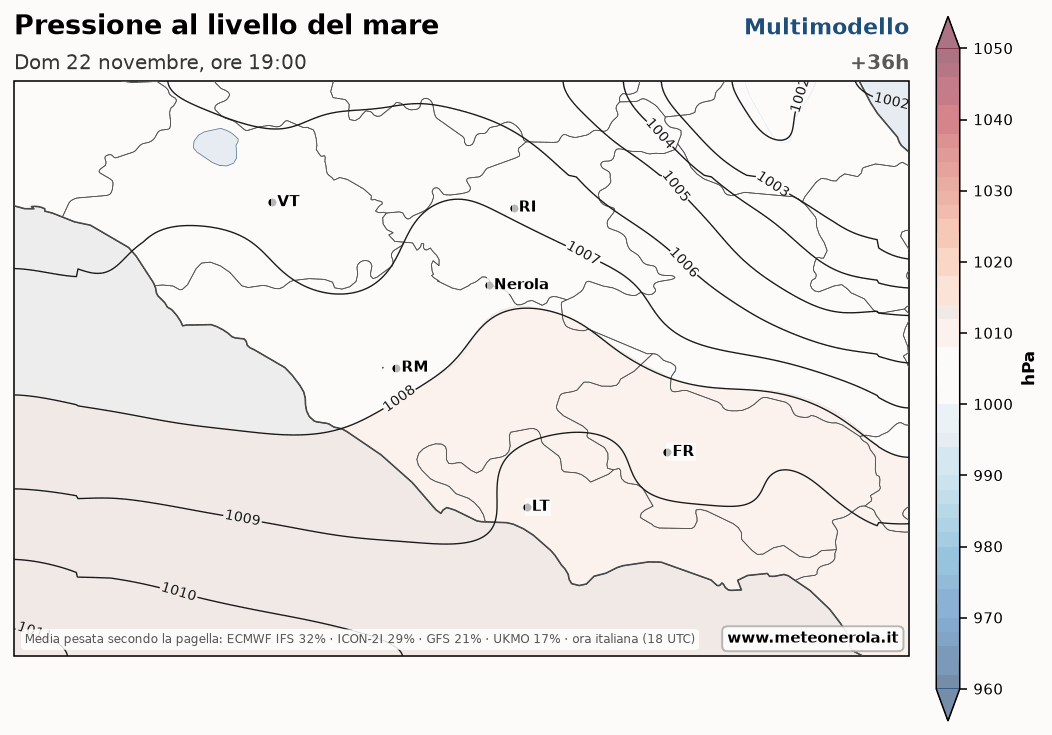 Pressione al livello del mare
Multimodello
Dom 22 novembre, ore 19:00
+36h
1050
1002
1002
1040
1004
1003
1005
1030
VT
RI
1007
1006
1020
Nerola
1010
RM
1008
hPa
1000
FR
990
LT
1009
980
1010
970
Media pesata secondo la pagella: ECMWF IFS 32% · ICON-2I 29% · GFS 21% · UKMO 17% · ora italiana (18 UTC)
www.meteonerola.it
960